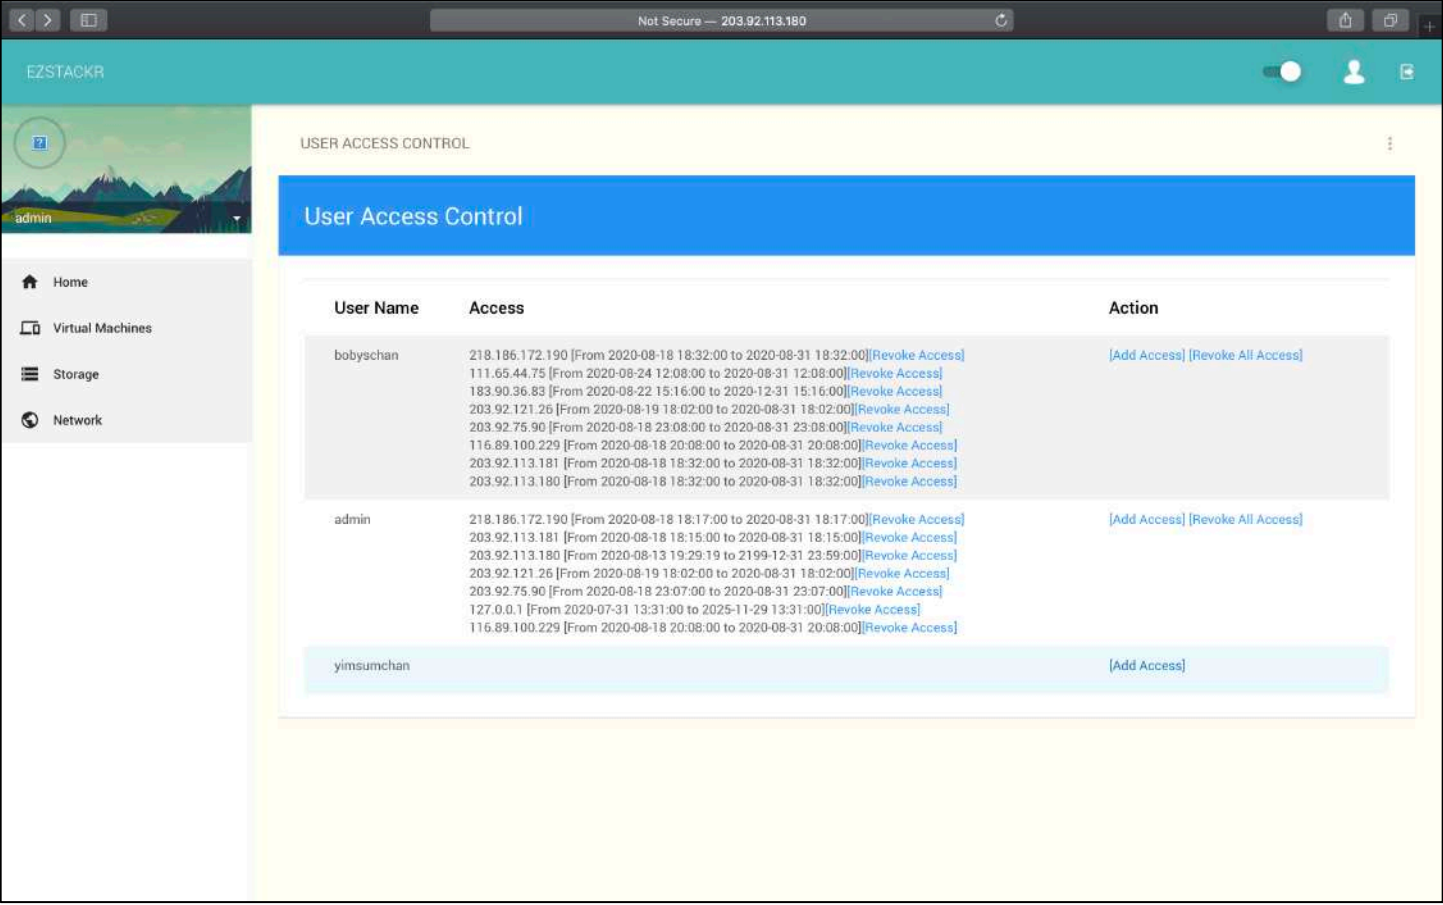 Not Secure — 203.92.113.180
EZSTACKR
admin
Home
Virtual Machines
Storage
Network
USER ACCESS CONTROL
User Access Control
User Name Access Action
bobyschan 218.186.172.190 [From 2020-08-18 18:32:00 to 2020-08-31 18:32:00][Revoke Access] [Add Access] [Revoke All Access]
111.65.44.75 [From 2020-08-24 12:08:00 to 2020-08-31 12:08:00][Revoke Access]
183.90.36.83 [From 2020-08-22 15:16:00 to 2020-12-31 15:16:00][Revoke Access]
203.92.121.26 [From 2020-08-19 18:02:00 to 2020-08-31 18:02:00][Revoke Access]
203.92.75.90 [From 2020-08-18 23:08:00 to 2020-08-31 23:08:00][Revoke Access]
116.89.100.229 [From 2020-08-18 20:08:00 to 2020-08-31 20:08:00][Revoke Access]
203.92.113.181 [From 2020-08-18 18:32:00 to 2020-08-31 18:32:00][Revoke Access]
203.92.113.180 [From 2020-08-18 18:32:00 to 2020-08-31 18:32:00][Revoke Access]
admin 218.186.172.190 [From 2020-08-18 18:17:00 to 2020-08-31 18:17:00][Revoke Access] [Add Access] [Revoke All Access]
203.92.113.181 [From 2020-08-18 18:15:00 to 2020-08-31 18:15:00][Revoke Access]
203.92.113.180 [From 2020-08-13 19:29:19 to 2199-12-31 23:59:00][Revoke Access]
203.92.121.26 [From 2020-08-19 18:02:00 to 2020-08-31 18:02:00][Revoke Access]
203.92.75.90 [From 2020-08-18 23:07:00 to 2020-08-31 23:07:00][Revoke Access]
127.0.0.1 [From 2020-07-31 13:31:00 to 2025-11-29 13:31:00][Revoke Access]
116.89.100.229 [From 2020-08-18 20:08:00 to 2020-08-31 20:08:00][Revoke Access]
yimsumchan [Add Access]